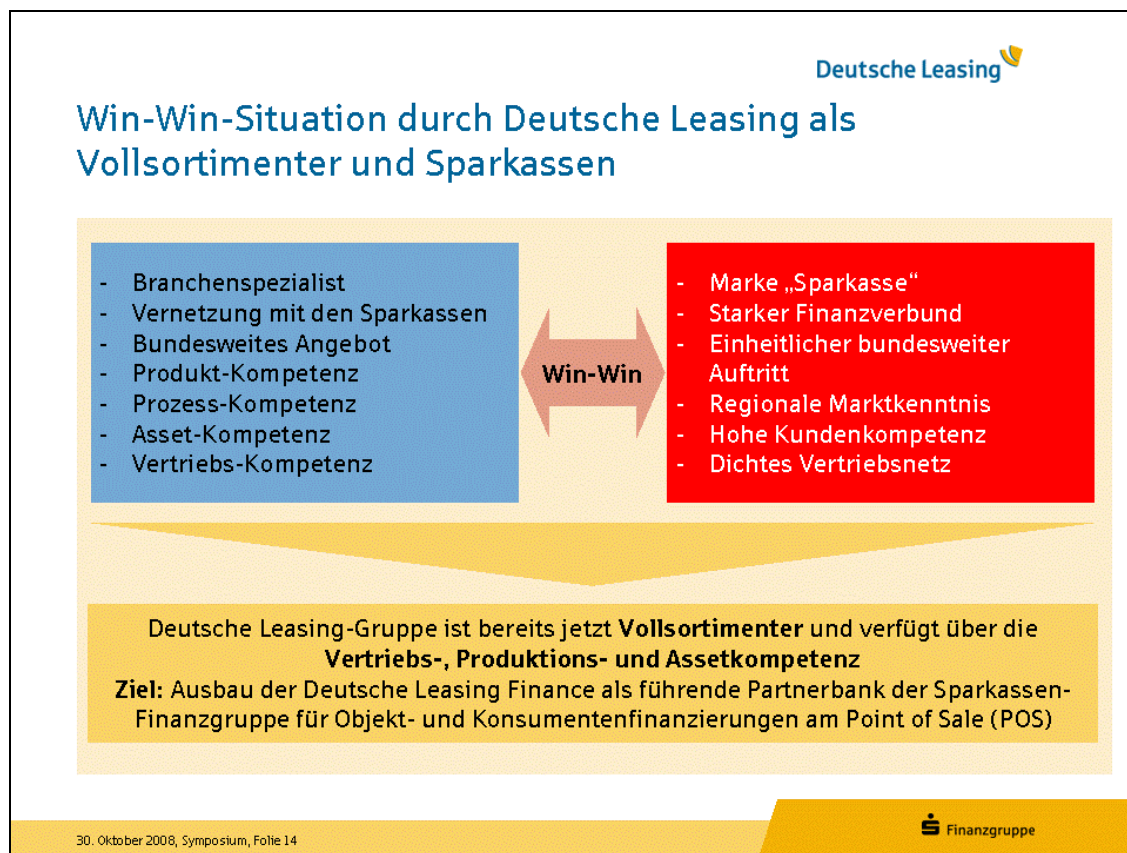 Deutsche Leasing
Win-Win-Situation durch Deutsche Leasing als
Vollsortimenter und Sparkassen
- Branchenspezialist
- Vernetzung mit den Sparkassen
- Bundesweites Angebot
- Produkt-Kompetenz
- Prozess-Kompetenz
- Asset-Kompetenz
- Vertriebs-Kompetenz
Win-Win
- Marke „Sparkasse“
- Starker Finanzverbund
- Einheitlicher bundesweiter
Auftritt
- Regionale Marktkenntnis
- Hohe Kundenkompetenz
- Dichtes Vertriebsnetz
Deutsche Leasing-Gruppe ist bereits jetzt Vollsortimenter und verfügt über die
Vertriebs-, Produktions- und Assetkompetenz
Ziel: Ausbau der Deutsche Leasing Finance als führende Partnerbank der Sparkassen-
Finanzgruppe für Objekt- und Konsumentenfinanzierungen am Point of Sale (POS)
30. Oktober 2008, Symposium, Folie 14
Finanzgruppe